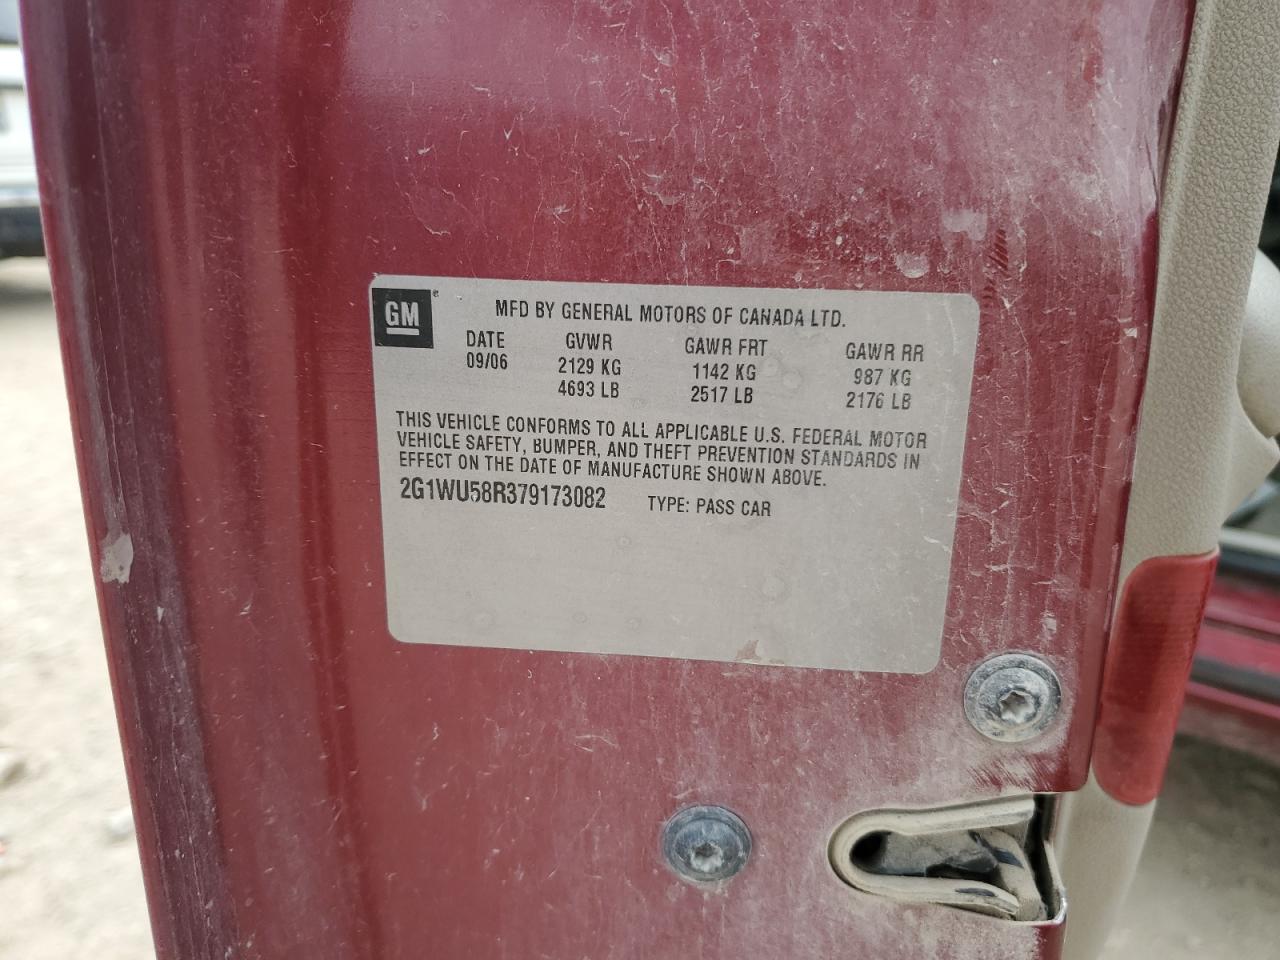 GM®
MFD BY GENERAL MOTORS OF CANADA LTD.
DATE GVWR GAWR FRT GAWR RR
09/06 2129 KG 1142 KG 987 KG
4693 LB 2517 LB 2176 LB
THIS VEHICLE CONFORMS TO ALL APPLICABLE U.S. FEDERAL MOTOR
VEHICLE SAFETY, BUMPER, AND THEFT PREVENTION STANDARDS IN
EFFECT ON THE DATE OF MANUFACTURE SHOWN ABOVE.
2G1WU58R379173082 TYPE: PASS CAR